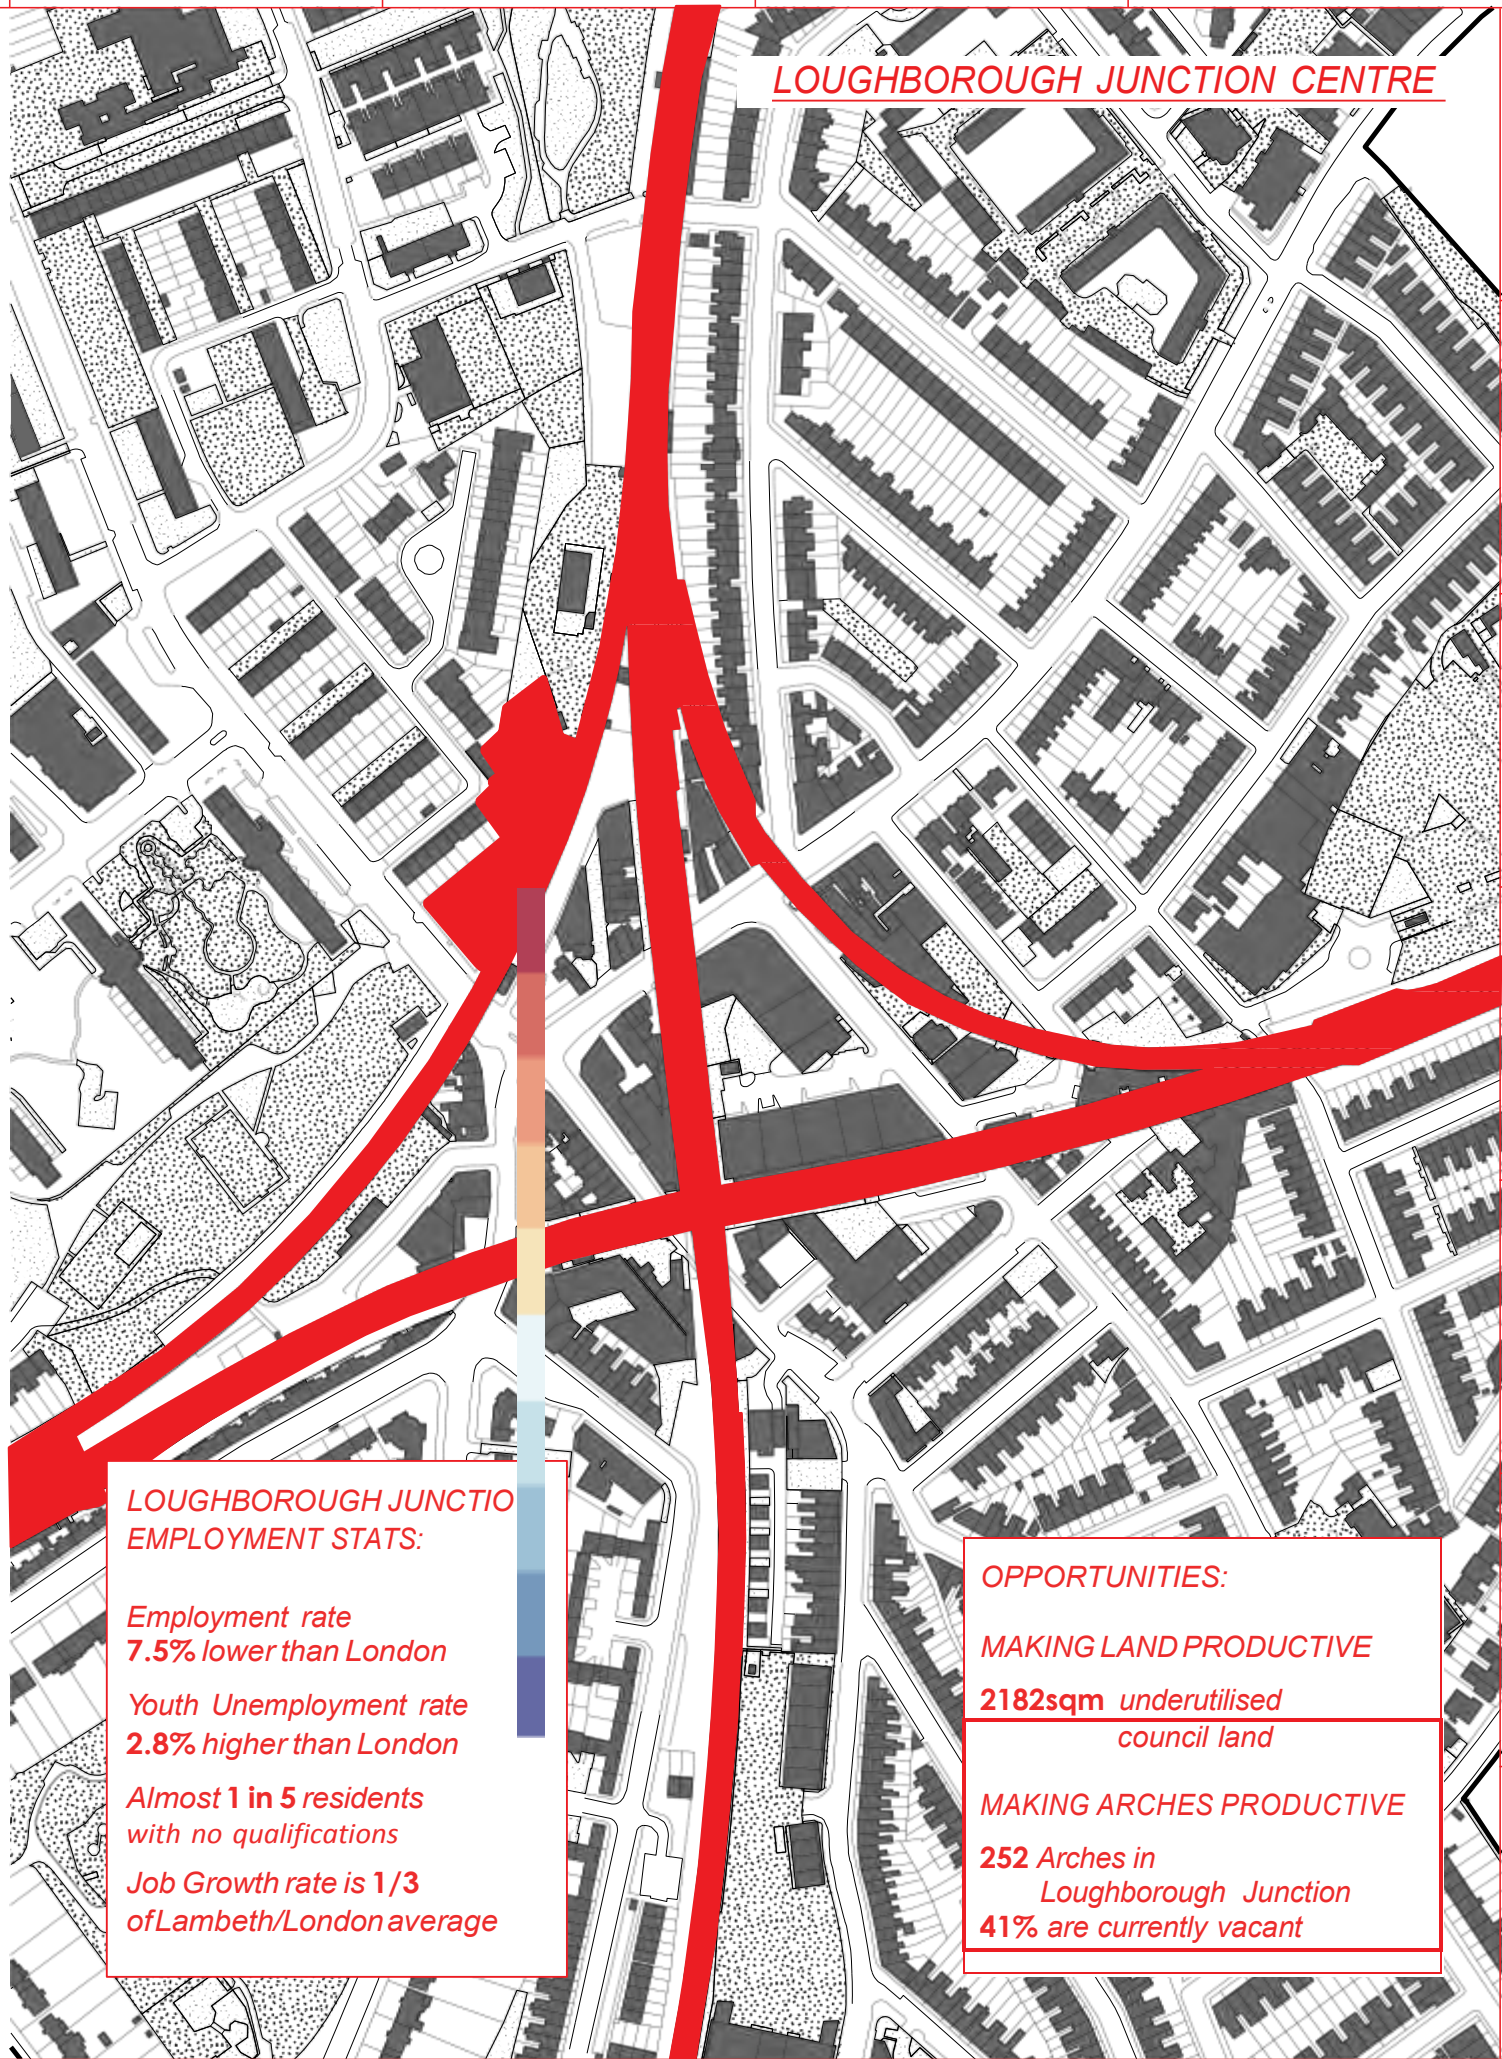 LOUGHBOROUGH JUNCTION CENTRE
LOUGHBOROUGH JUNCTIO
EMPLOYMENT STATS:
Employment rate
7.5% lower than London
Youth Unemployment rate
2.8% higher than London
Almost 1 in 5 residents
with no qualifications
Job Growth rate is 1/3
of Lambeth/London average
OPPORTUNITIES:
MAKING LAND PRODUCTIVE
2182sqm underutilised
council land
MAKING ARCHES PRODUCTIVE
252 Arches in
Loughborough Junction
41% are currently vacant